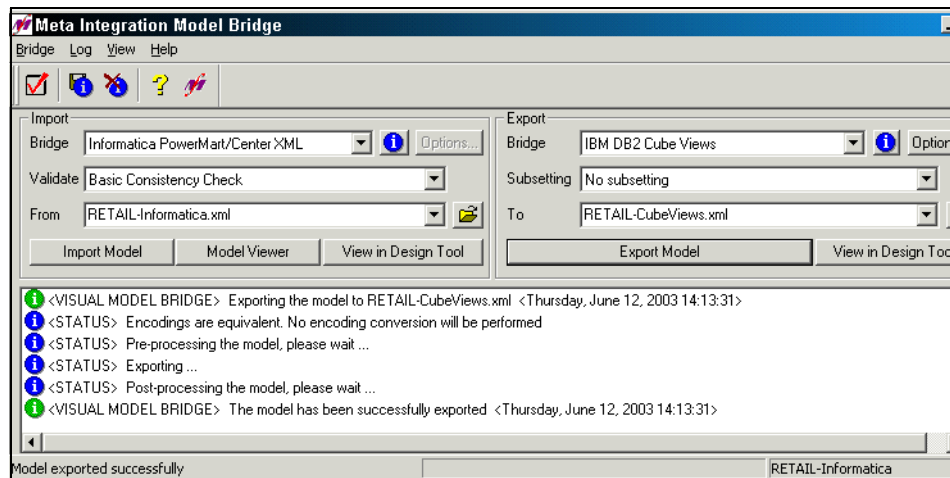 Meta Integration Model Bridge
Bridge Log View Help
Import
Bridge Informatica PowerMart/Center XML Options...
Validate Basic Consistency Check
From RETAIL-Informatica.xml
Import Model Model Viewer View in Design Tool
Export
Bridge IBM DB2 Cube Views Option
Subsetting No subsetting
To RETAIL-CubeViews.xml
Export Model View in Design Too
<VISUAL MODEL BRIDGE> Exporting the model to RETAIL-CubeViews.xml <Thursday, June 12, 2003 14:13:31>
<STATUS> Encodings are equivalent. No encoding conversion will be performed
<STATUS> Pre-processing the model, please wait ...
<STATUS> Exporting ...
<STATUS> Post-processing the model, please wait ...
<VISUAL MODEL BRIDGE> The model has been successfully exported <Thursday, June 12, 2003 14:13:31>
Model exported successfully RETAIL-Informatica